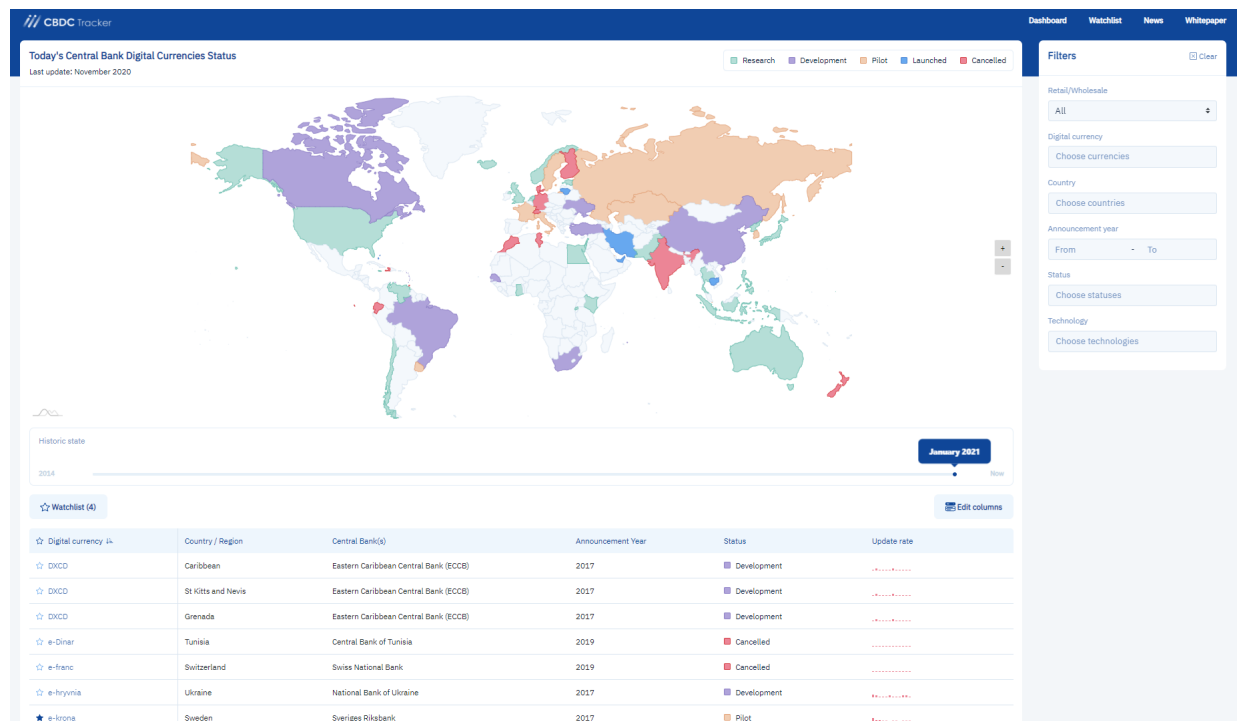 CBDC Tracker
Dashboard Watchlist News Whitepaper
Today's Central Bank Digital Currencies Status
Last update: November 2020
Research Development Pilot Launched Cancelled
Filters
Clear
Retail/Wholesale
All
Digital currency
Choose currencies
Country
Choose countries
Announcement year
From - To
Status
Choose statuses
Technology
Choose technologies
+
-
Historic state
January 2021
2014 Now
Watchlist (4)
Edit columns
Digital currency Country / Region Central Bank(s) Announcement Year Status Update rate
DXCD Caribbean Eastern Caribbean Central Bank (ECCB) 2017 Development
DXCD St Kitts and Nevis Eastern Caribbean Central Bank (ECCB) 2017 Development
DXCD Grenada Eastern Caribbean Central Bank (ECCB) 2017 Development
e-Dinar Tunisia Central Bank of Tunisia 2019 Cancelled
e-franc Switzerland Swiss National Bank 2019 Cancelled
e-hryvnia Ukraine National Bank of Ukraine 2017 Development
e-krona Sweden Sveriges Riksbank 2017 Pilot